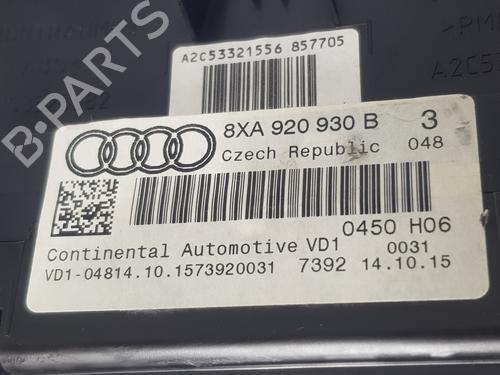 A2C53321556 857705
8XA 920 930 B 3
Czech Republic 048
0450 H06
Continental Automotive VD1 0031
VD1-04814.10.1573920031 7392 14.10.15
B-PARTS